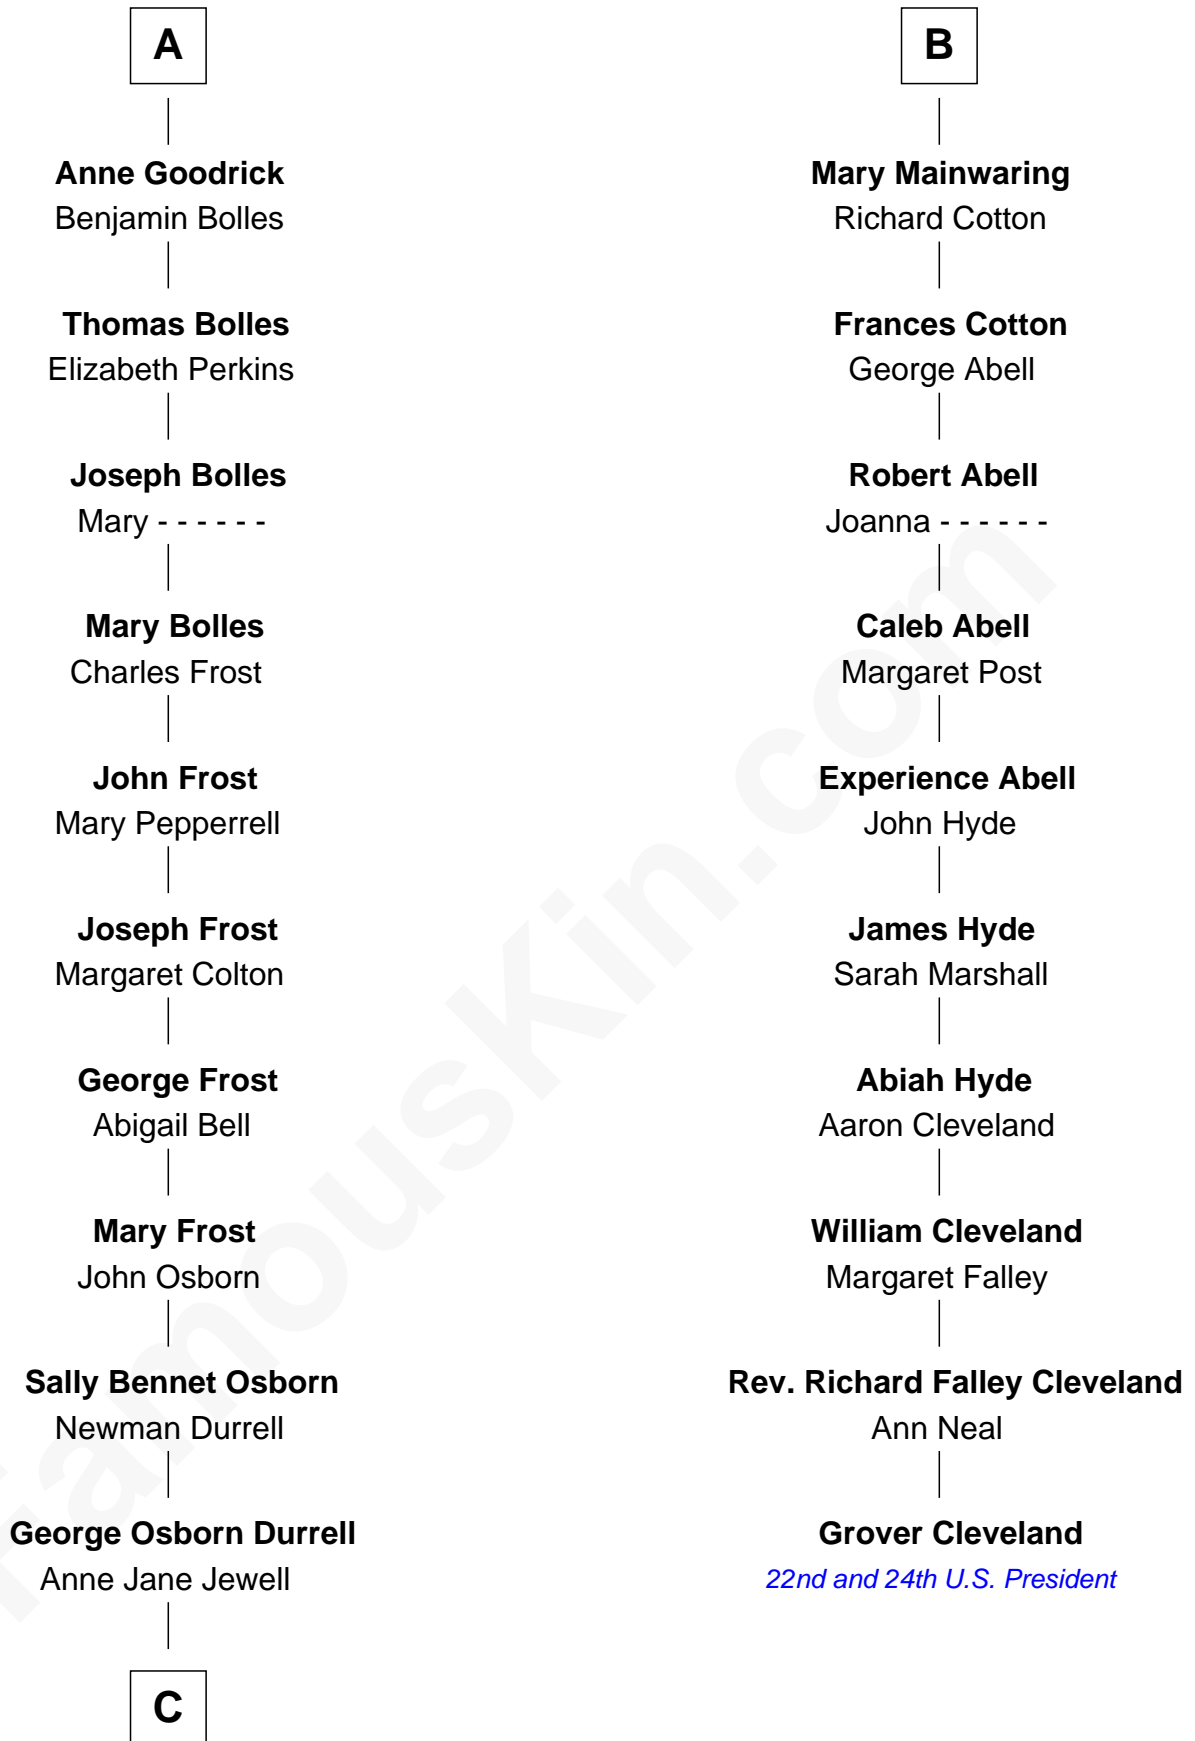 A
Anne Goodrick
Benjamin Bolles
Thomas Bolles
Elizabeth Perkins
Joseph Bolles
Mary - - - - - -
Mary Bolles
Charles Frost
John Frost
Mary Pepperrell
Joseph Frost
Margaret Colton
George Frost
Abigail Bell
Mary Frost
John Osborn
Sally Bennet Osborn
Newman Durrell
George Osborn Durrell
Anne Jane Jewell
C
B
Mary Mainwaring
Richard Cotton
Frances Cotton
George Abell
Robert Abell
Joanna - - - - - -
Caleb Abell
Margaret Post
Experience Abell
John Hyde
James Hyde
Sarah Marshall
Abiah Hyde
Aaron Cleveland
William Cleveland
Margaret Falley
Rev. Richard Falley Cleveland
Ann Neal
Grover Cleveland
22nd and 24th U.S. President
FamousKin.com